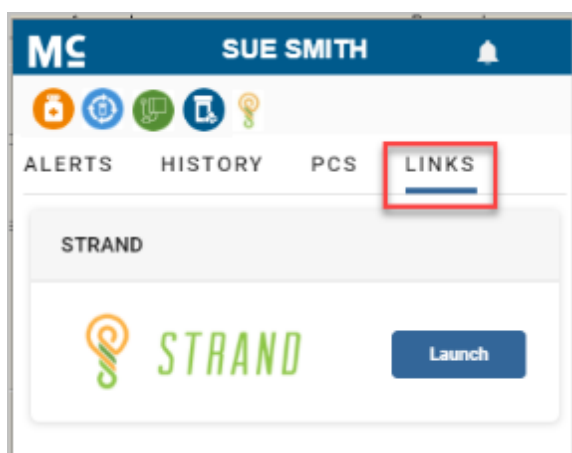 MC SUE SMITH
ALERTS HISTORY PCS LINKS
STRAND
STRAND Launch